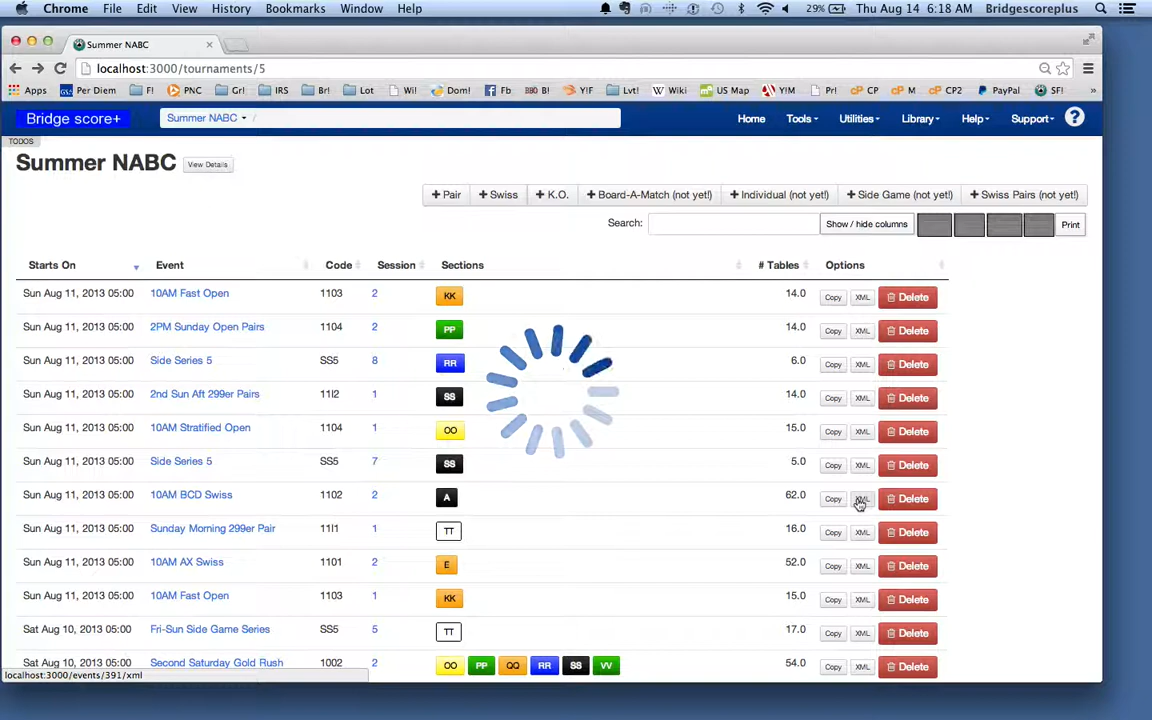 Chrome File Edit View History Bookmarks Window Help 29% Thu Aug 14 6:18 AM Bridgescoreplus
Summer NABC
localhost:3000/tournaments/5
Apps Per Diem F! PNC Gr! IRS Br! Lot Wi! Dom! Fb BBO B! Y!F Lvt! Wiki US Map Y!M Pr! CP M CP2 PayPal SF! »
Bridge score+ Summer NABC / Home Tools Utilities Library Help Support ?
TODOS
Summer NABC View Details
+ Pair + Swiss + K.O. + Board-A-Match (not yet!) + Individual (not yet!) + Side Game (not yet!) + Swiss Pairs (not yet!)
Search: Show / hide columns Print
Starts On Event Code Session Sections # Tables Options
Sun Aug 11, 2013 05:00 10AM Fast Open 1103 2 KK 14.0 Copy XML Delete
Sun Aug 11, 2013 05:00 2PM Sunday Open Pairs 1104 2 PP 14.0 Copy XML Delete
Sun Aug 11, 2013 05:00 Side Series 5 SS5 8 RR 6.0 Copy XML Delete
Sun Aug 11, 2013 05:00 2nd Sun Aft 299er Pairs 11I2 1 SS 14.0 Copy XML Delete
Sun Aug 11, 2013 05:00 10AM Stratified Open 1104 1 OO 15.0 Copy XML Delete
Sun Aug 11, 2013 05:00 Side Series 5 SS5 7 SS 5.0 Copy XML Delete
Sun Aug 11, 2013 05:00 10AM BCD Swiss 1102 2 A 62.0 Copy XML Delete
Sun Aug 11, 2013 05:00 Sunday Morning 299er Pair 11I1 1 TT 16.0 Copy XML Delete
Sun Aug 11, 2013 05:00 10AM AX Swiss 1101 2 E 52.0 Copy XML Delete
Sun Aug 11, 2013 05:00 10AM Fast Open 1103 1 KK 15.0 Copy XML Delete
Sat Aug 10, 2013 05:00 Fri-Sun Side Game Series SS5 5 TT 17.0 Copy XML Delete
Sat Aug 10, 2013 05:00 Second Saturday Gold Rush 1002 2 OO PP QQ RR SS VV 54.0 Copy XML Delete
localhost:3000/events/391/xml